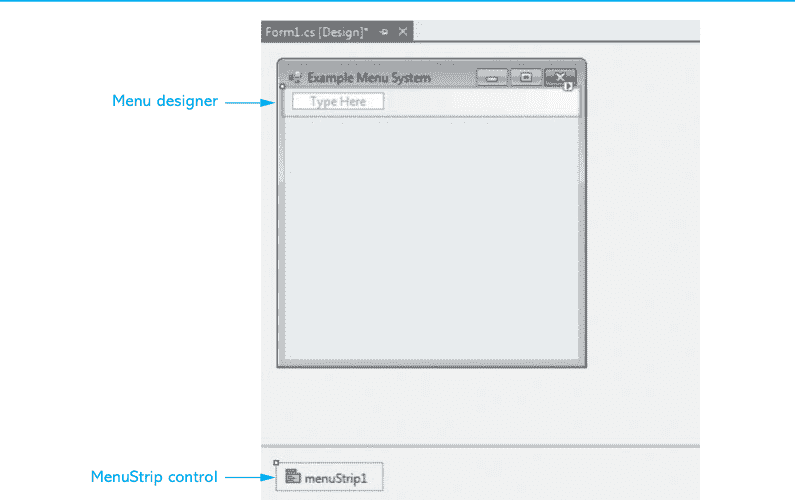 Form1.cs [Design]*
Example Menu System
Menu designer
Type Here
MenuStrip control
menuStrip1